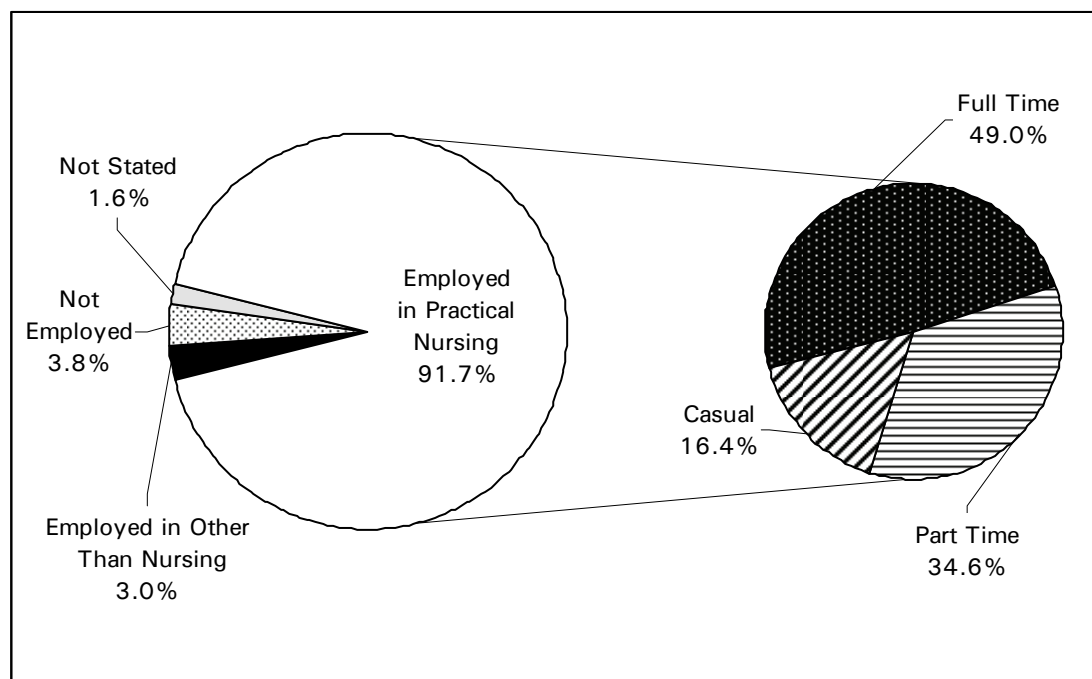 Full Time
49.0%
Not Stated
1.6%
Employed
in Practical
Nursing
91.7%
Not
Employed
3.8%
Casual
16.4%
Employed in Other
Than Nursing
3.0%
Part Time
34.6%